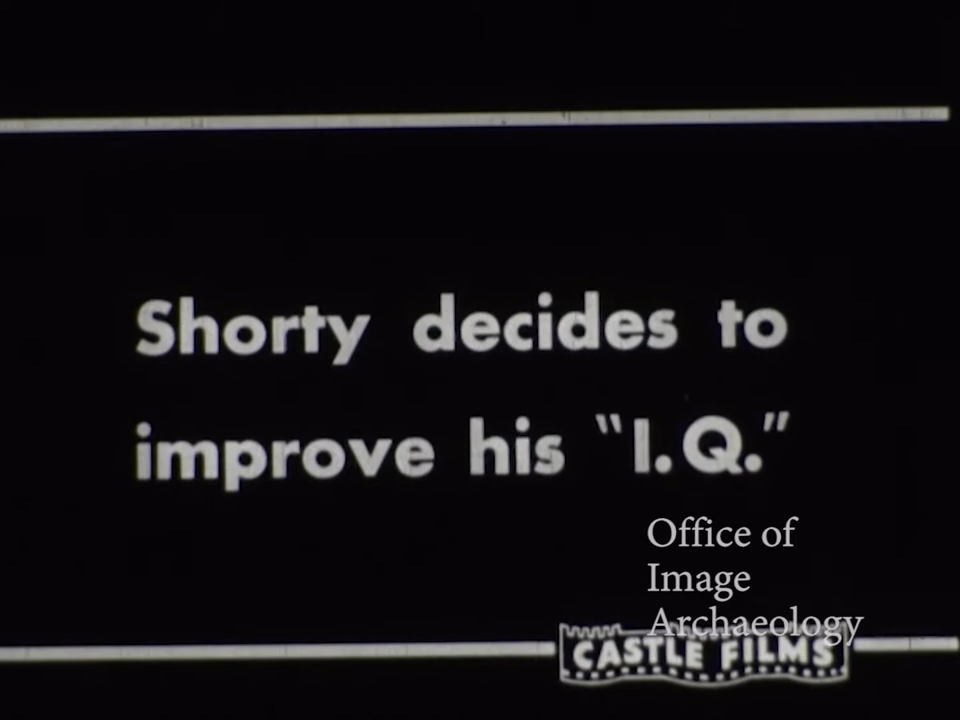 Shorty decides to
improve his "I.Q."
Office of
Image
Archaeology
CASTLE FILMS